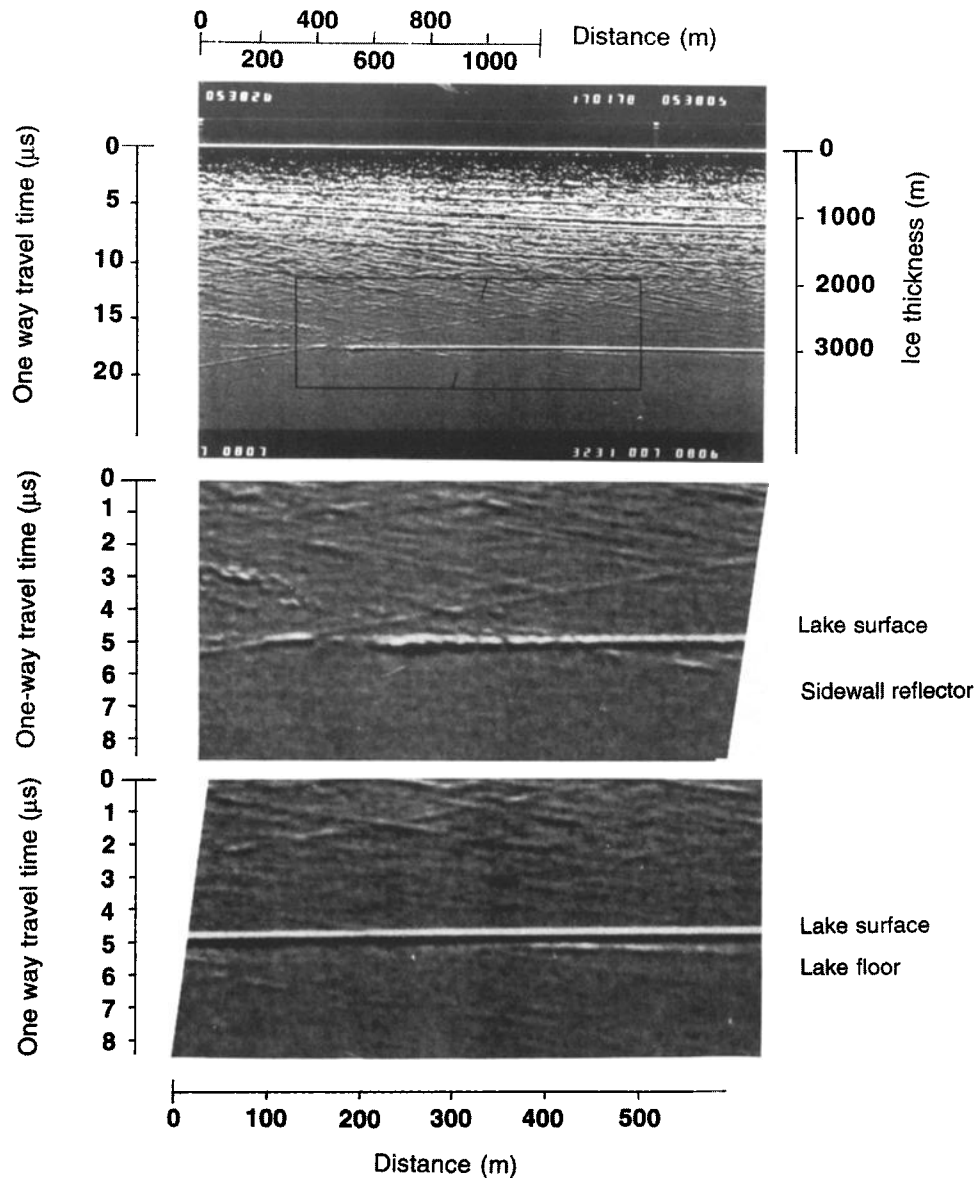 0 400 800
Distance (m)
200 600 1000
053820 170170 053805
One way travel time (μs)
0
5
10
15
20
0
1000
2000
3000
Ice thickness (m)
7 0807 3231 007 0806
One-way travel time (μs)
0
1
2
3
4
5
6
7
8
Lake surface
Sidewall reflector
One way travel time (μs)
0
1
2
3
4
5
6
7
8
Lake surface
Lake floor
0 100 200 300 400 500
Distance (m)